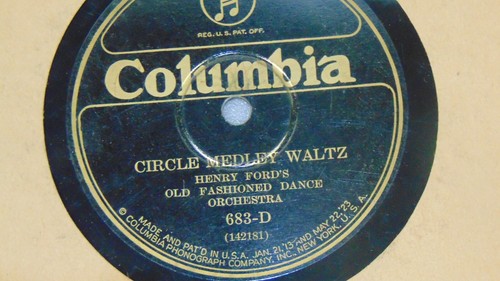 REG. U. S. PAT. OFF.
Columbia
CIRCLE MEDLEY WALTZ
HENRY FORD'S
OLD FASHIONED DANCE
ORCHESTRA
683-D
(142181)
MADE AND PAT'D IN U.S.A. JAN. 21, '13 AND MAY 22, '23
© COLUMBIA PHONOGRAPH COMPANY, INC., NEW YORK, U. S. A.